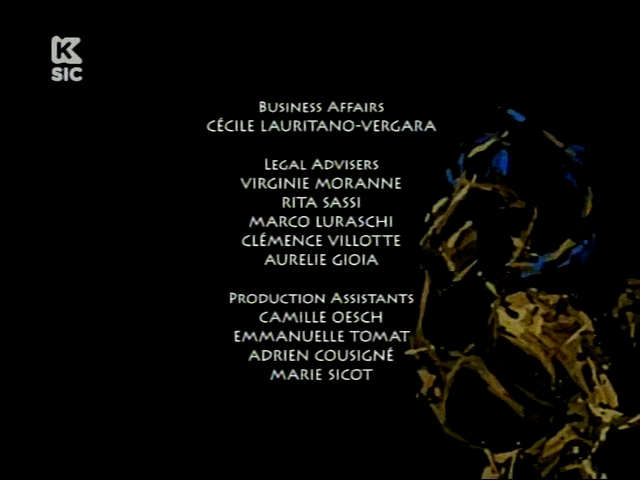 K
SIC
Business Affairs
CÉCILE LAURITANO-VERGARA
Legal Advisers
VIRGINIE MORANNE
RITA SASSI
MARCO LURASCHI
CLÉMENCE VILLOTTE
AURELIE GIOIA
Production Assistants
CAMILLE OESCH
EMMANUELLE TOMAT
ADRIEN COUSIGNÉ
MARIE SICOT